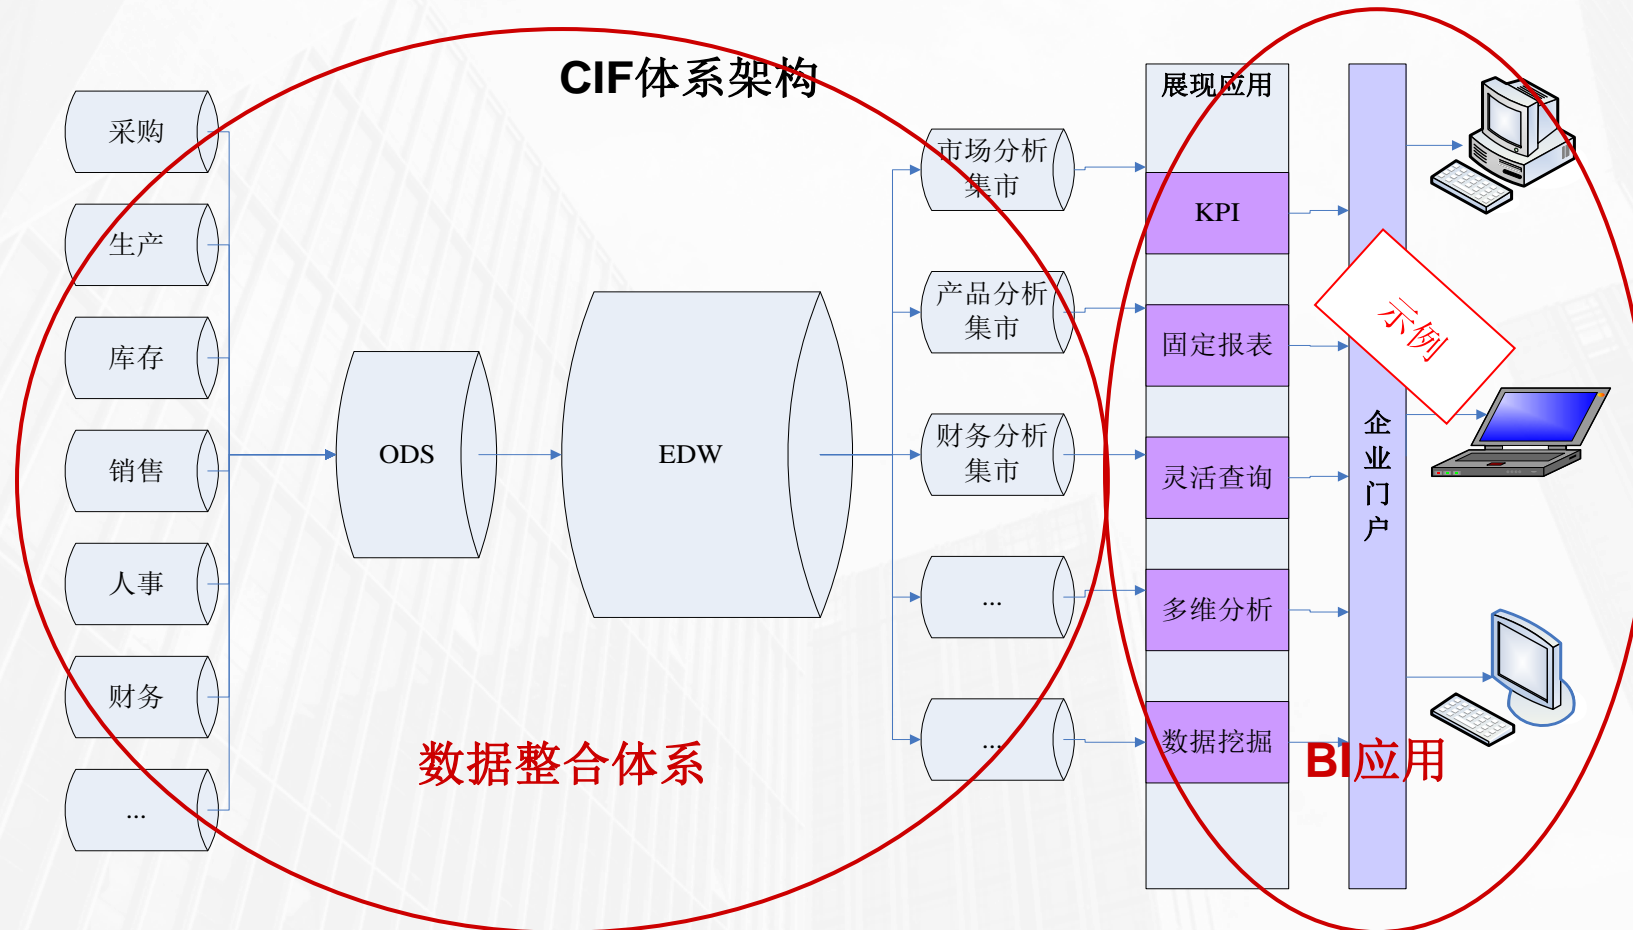 CIF体系架构
采购
生产
库存
销售
人事
财务
...
ODS
EDW
市场分析
集市
产品分析
集市
财务分析
集市
...
...
展现应用
KPI
固定报表
灵活查询
多维分析
数据挖掘
企
业
门
户
示例
数据整合体系
BI应用